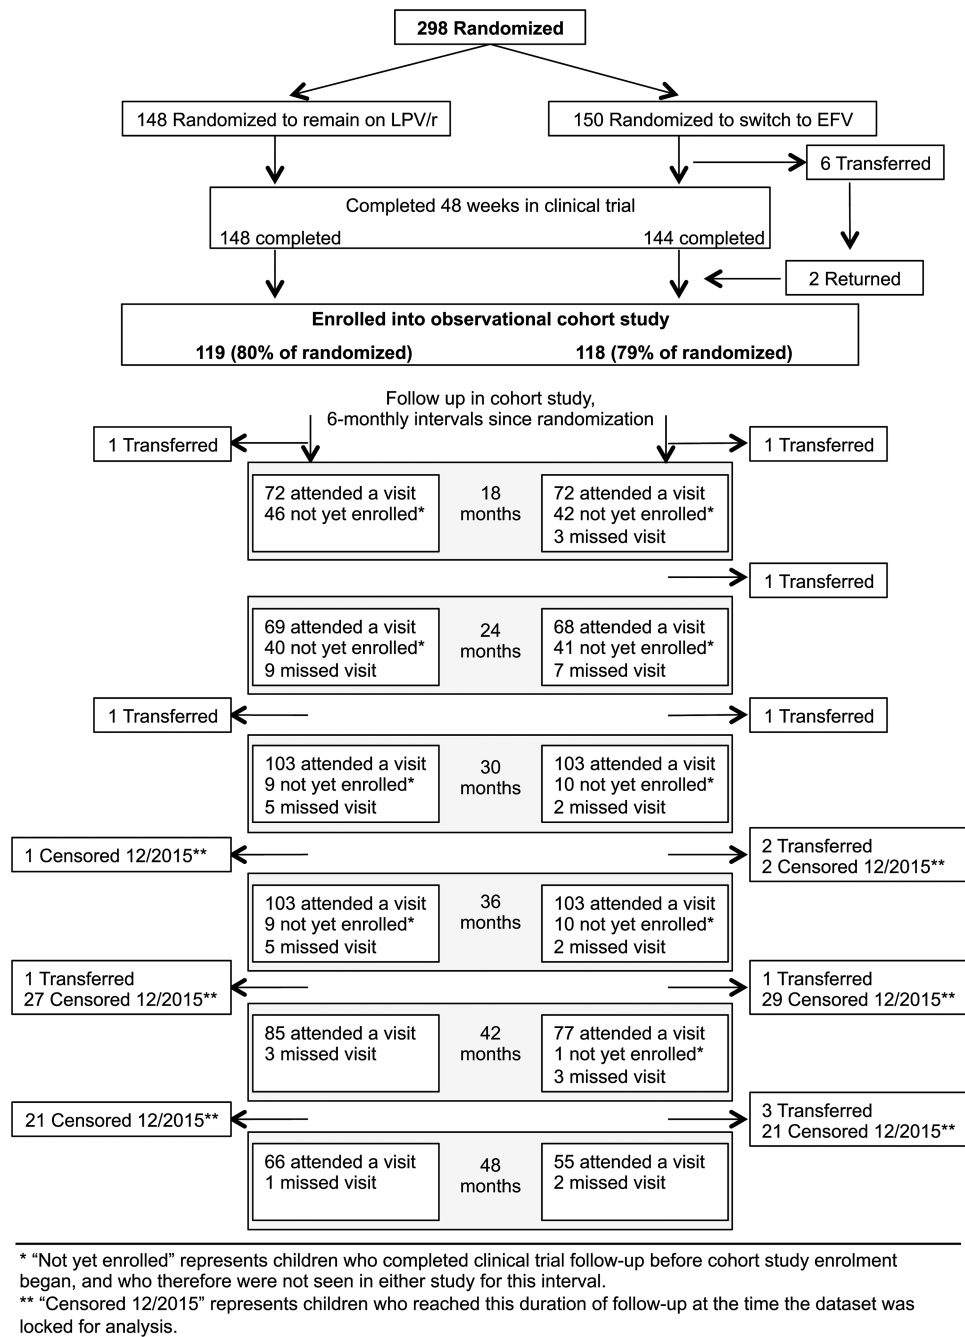 298 Randomized
148 Randomized to remain on LPV/r
150 Randomized to switch to EFV
6 Transferred
Completed 48 weeks in clinical trial
148 completed
144 completed
2 Returned
Enrolled into observational cohort study
119 (80% of randomized)
118 (79% of randomized)
Follow up in cohort study,
6-monthly intervals since randomization
1 Transferred
1 Transferred
72 attended a visit
46 not yet enrolled*
18
months
72 attended a visit
42 not yet enrolled*
3 missed visit
1 Transferred
69 attended a visit
40 not yet enrolled*
9 missed visit
24
months
68 attended a visit
41 not yet enrolled*
7 missed visit
1 Transferred
1 Transferred
103 attended a visit
9 not yet enrolled*
5 missed visit
30
months
103 attended a visit
10 not yet enrolled*
2 missed visit
1 Censored 12/2015**
2 Transferred
2 Censored 12/2015**
103 attended a visit
9 not yet enrolled*
5 missed visit
36
months
103 attended a visit
10 not yet enrolled*
2 missed visit
1 Transferred
27 Censored 12/2015**
1 Transferred
29 Censored 12/2015**
85 attended a visit
3 missed visit
42
months
77 attended a visit
1 not yet enrolled*
3 missed visit
21 Censored 12/2015**
3 Transferred
21 Censored 12/2015**
66 attended a visit
1 missed visit
48
months
55 attended a visit
2 missed visit
* “Not yet enrolled” represents children who completed clinical trial follow-up before cohort study enrolment
began, and who therefore were not seen in either study for this interval.
** “Censored 12/2015” represents children who reached this duration of follow-up at the time the dataset was
locked for analysis.